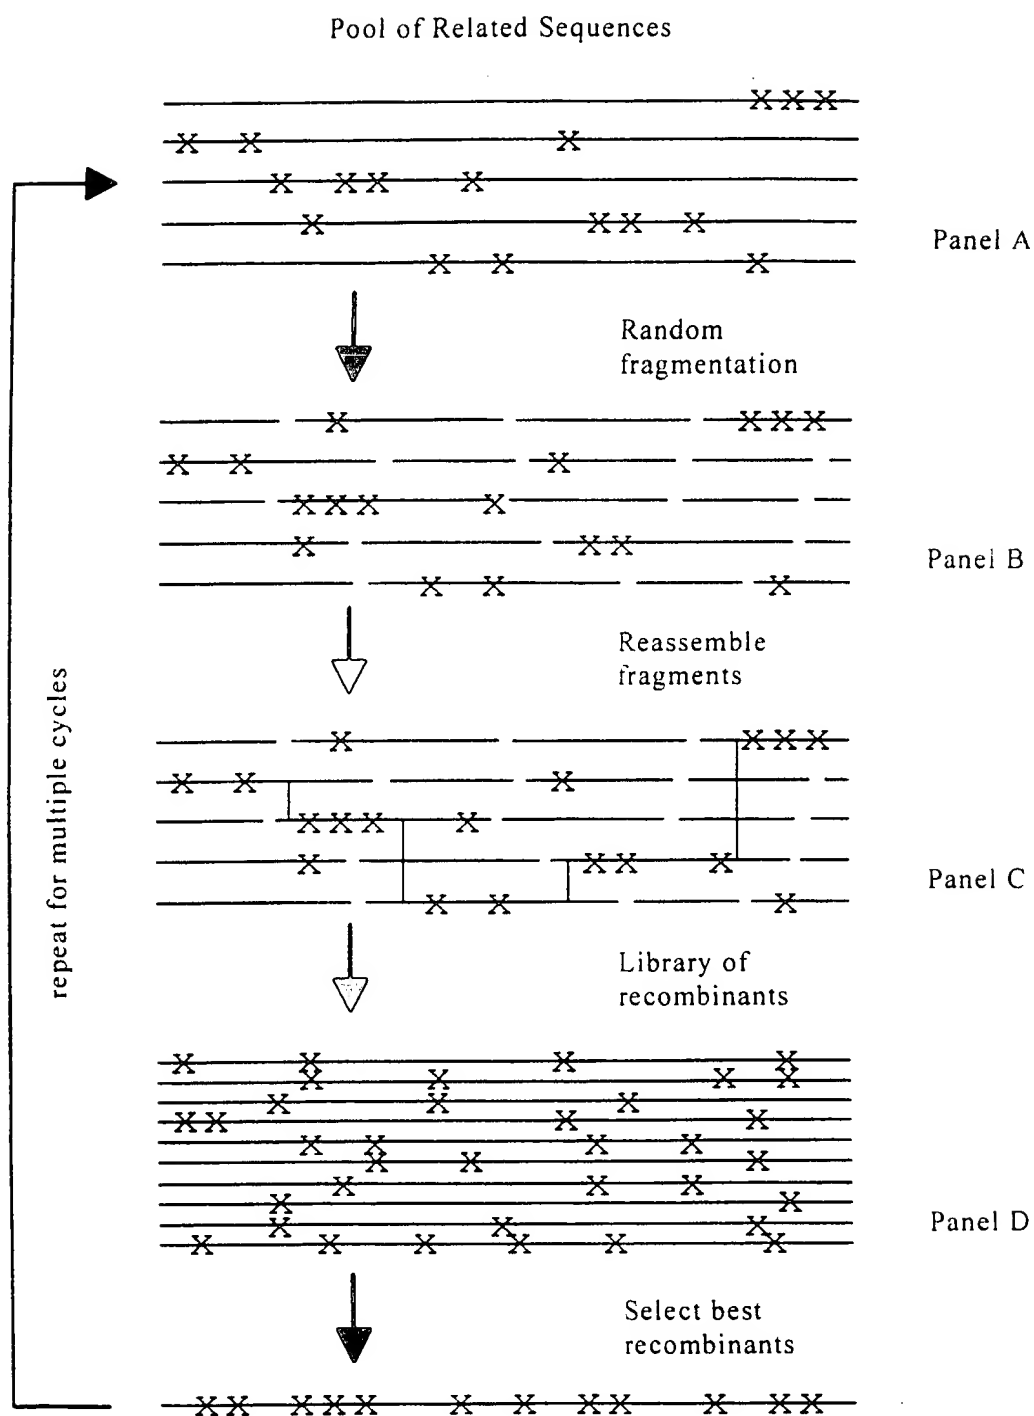 Pool of Related Sequences
Panel A
Random
fragmentation
Panel B
Reassemble
fragments
repeat for multiple cycles
Panel C
Library of
recombinants
Panel D
Select best
recombinants